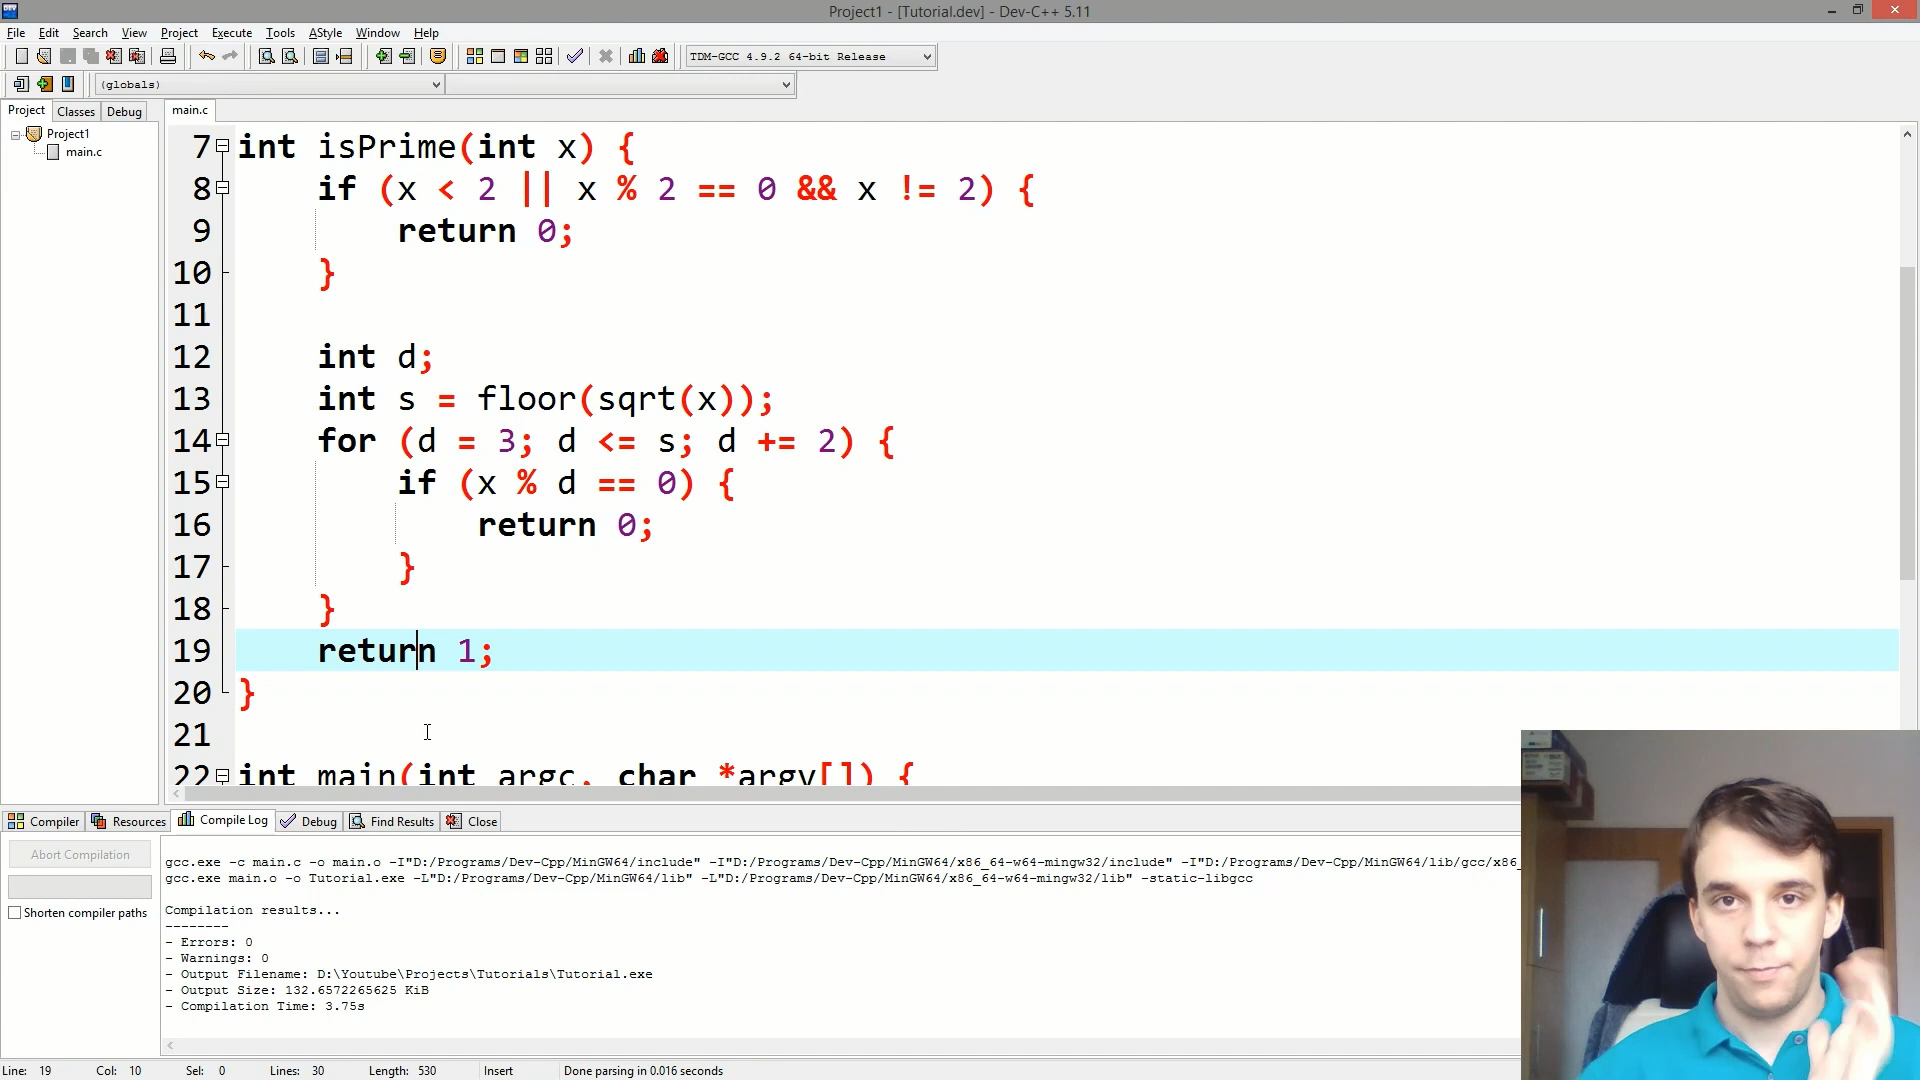 Project1 - [Tutorial.dev] - Dev-C++ 5.11
File Edit Search View Project Execute Tools AStyle Window Help
TDM-GCC 4.9.2 64-bit Release
(globals)
Project Classes Debug
main.c
Project1
main.c
7 int isPrime(int x) {
8 if (x < 2 || x % 2 == 0 && x != 2) {
9 return 0;
10 }
11
12 int d;
13 int s = floor(sqrt(x));
14 for (d = 3; d <= s; d += 2) {
15 if (x % d == 0) {
16 return 0;
17 }
18 }
19 return 1;
20 }
21
22 int main(int argc, char *argv[]) {
Compiler Resources Compile Log Debug Find Results Close
Abort Compilation
Shorten compiler paths
gcc.exe -c main.c -o main.o -I"D:/Programs/Dev-Cpp/MinGW64/include" -I"D:/Programs/Dev-Cpp/MinGW64/x86_64-w64-mingw32/include" -I"D:/Programs/Dev-Cpp/MinGW64/lib/gcc/x86_
gcc.exe main.o -o Tutorial.exe -L"D:/Programs/Dev-Cpp/MinGW64/lib" -L"D:/Programs/Dev-Cpp/MinGW64/x86_64-w64-mingw32/lib" -static-libgcc
Compilation results...
--------
- Errors: 0
- Warnings: 0
- Output Filename: D:\Youtube\Projects\Tutorials\Tutorial.exe
- Output Size: 132.6572265625 KiB
- Compilation Time: 3.75s
Line: 19 Col: 10 Sel: 0 Lines: 30 Length: 530 Insert Done parsing in 0.016 seconds